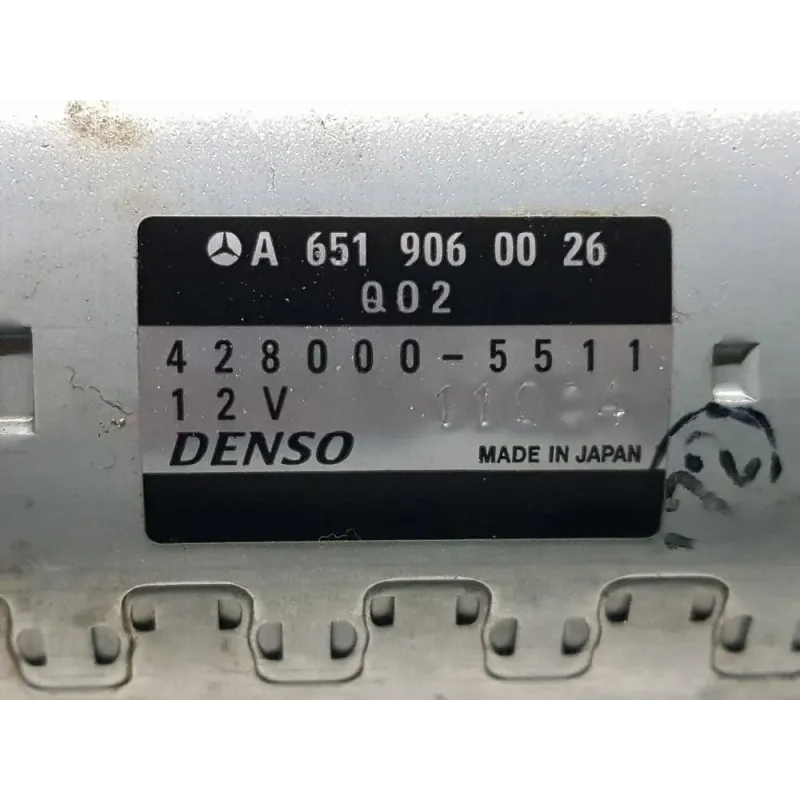 A 651 906 00 26
Q02
428000-5511
12V
DENSO MADE IN JAPAN